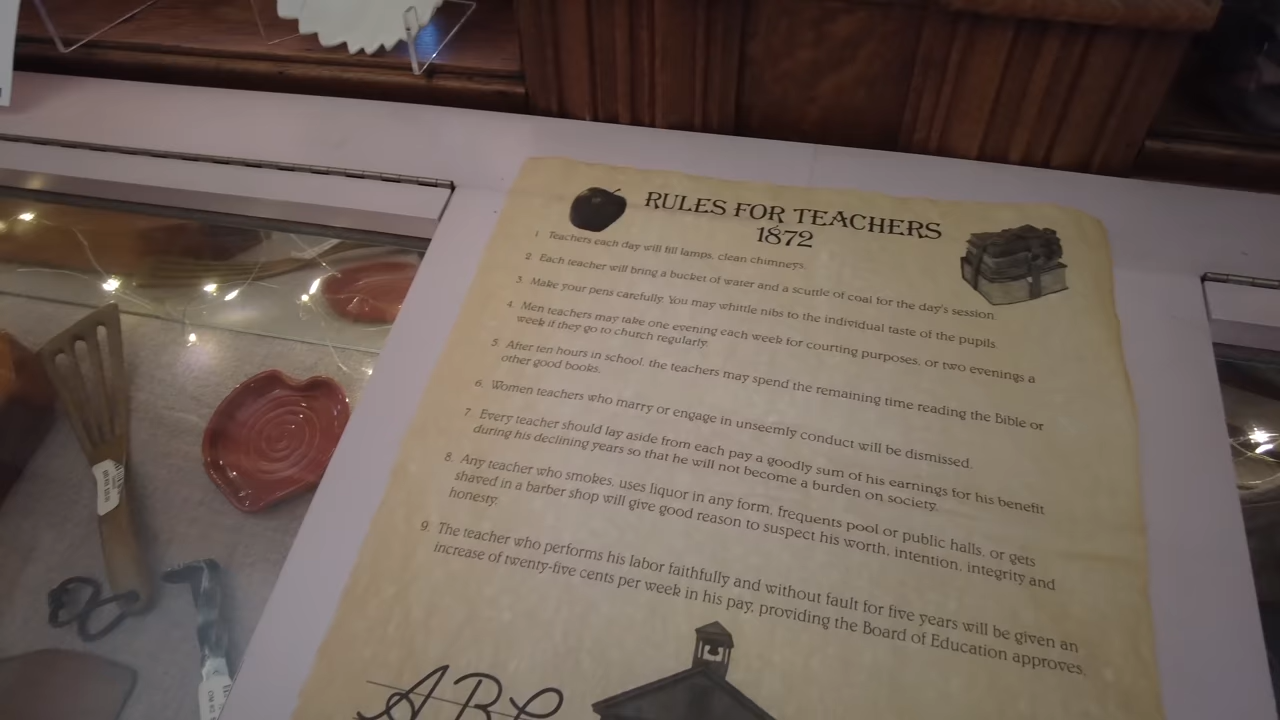 RULES FOR TEACHERS
1872
1 Teachers each day will fill lamps, clean chimneys.
2 Each teacher will bring a bucket of water and a scuttle of coal for the day's session.
3. Make your pens carefully. You may whittle nibs to the individual taste of the pupils.
4. Men teachers may take one evening each week for courting purposes, or two evenings a
week if they go to church regularly.
5. After ten hours in school, the teachers may spend the remaining time reading the Bible or
other good books.
6. Women teachers who marry or engage in unseemly conduct will be dismissed.
7. Every teacher should lay aside from each pay a goodly sum of his earnings for his benefit
during his declining years so that he will not become a burden on society.
8. Any teacher who smokes, uses liquor in any form, frequents pool or public halls, or gets
shaved in a barber shop will give good reason to suspect his worth, intention, integrity and
honesty.
9. The teacher who performs his labor faithfully and without fault for five years will be given an
increase of twenty-five cents per week in his pay, providing the Board of Education approves.
ABC